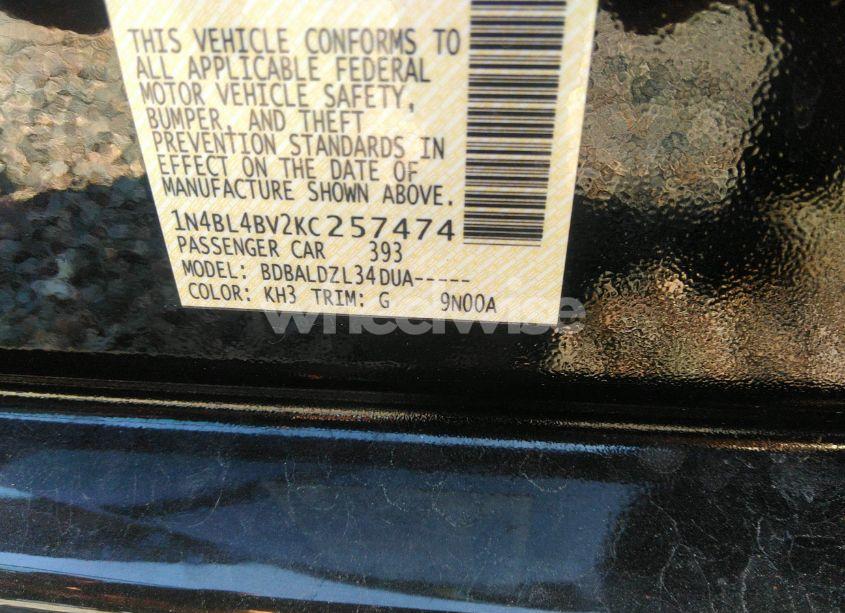 THIS VEHICLE CONFORMS TO
ALL APPLICABLE FEDERAL
MOTOR VEHICLE SAFETY,
BUMPER, AND THEFT
PREVENTION STANDARDS IN
EFFECT ON THE DATE OF
MANUFACTURE SHOWN ABOVE.
1N4BL4BV2KC257474
PASSENGER CAR 393
MODEL: BDBALDZL34DUA-----
COLOR: KH3 TRIM: G 9N00A
wheelwise